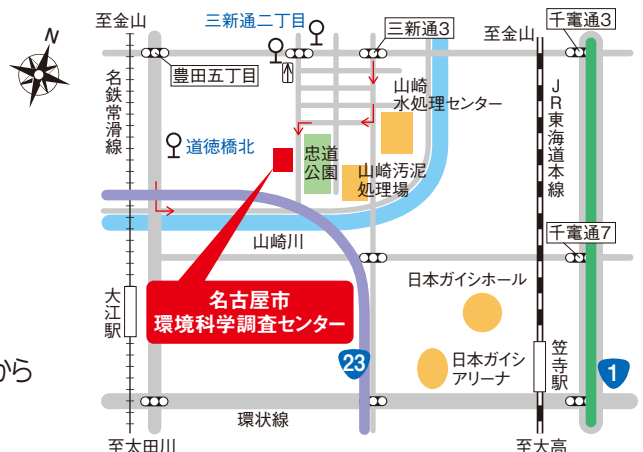 至金山
三新通二丁目
N
三新通3
至金山
千竃通3
豊田五丁目
名鉄常滑線
山崎
水処理センター
JR東海道本線
道徳橋北
忠道
公園
山崎汚泥
処理場
山崎川
千竃通7
大江駅
名古屋市
環境科学調査センター
日本ガイシホール
23
日本ガイシ
アリーナ
笠寺駅
1
から
環状線
至太田川
至大高